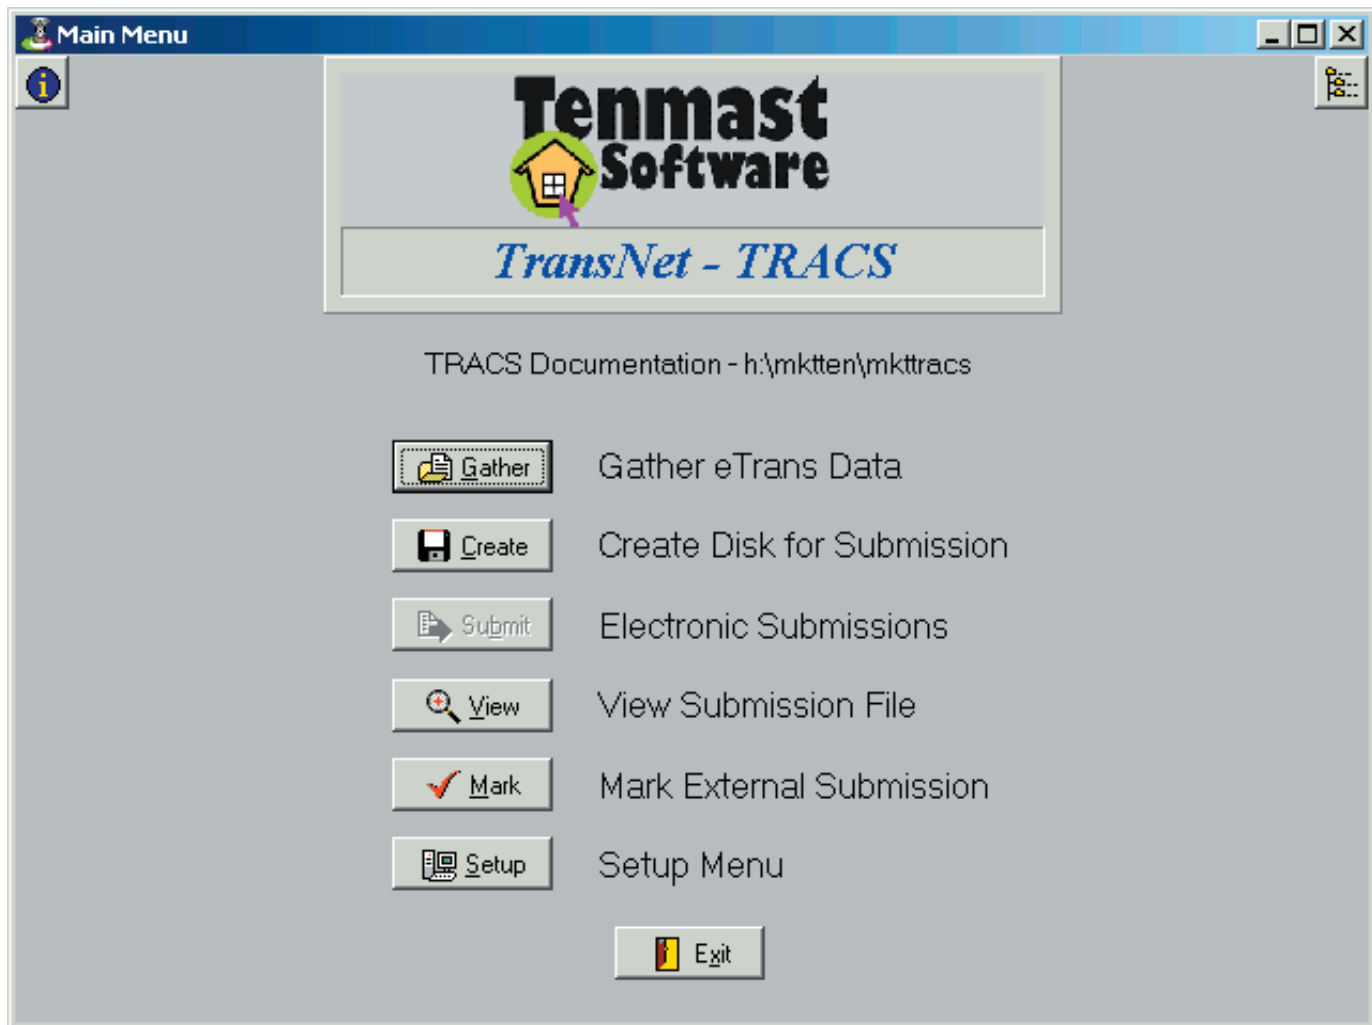 Main Menu
Tenmast
Software
TransNet - TRACS
TRACS Documentation - h:\mktten\mkttracs
Gather Gather eTrans Data
Create Create Disk for Submission
Submit Electronic Submissions
View View Submission File
Mark Mark External Submission
Setup Setup Menu
Exit